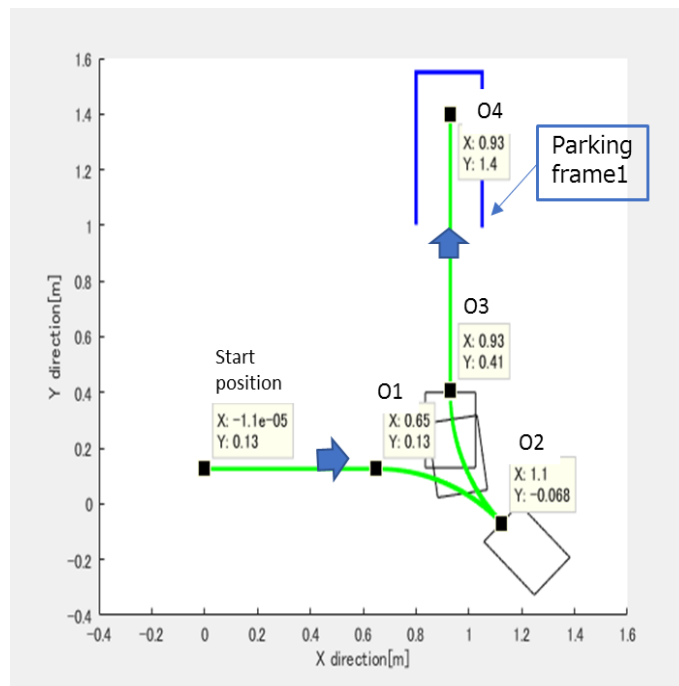 1.6
1.4
1.2
1
0.8
0.6
0.4
0.2
0
−0.2
−0.4
Y direction[m]
−0.4
−0.2
0
0.2
0.4
0.6
0.8
1
1.2
1.4
1.6
X direction[m]
O4
X: 0.93
Y: 1.4
Parking
frame1
O3
X: 0.93
Y: 0.41
Start
position
X: −1.1e−05
Y: 0.13
O1
X: 0.65
Y: 0.13
O2
X: 1.1
Y: −0.068